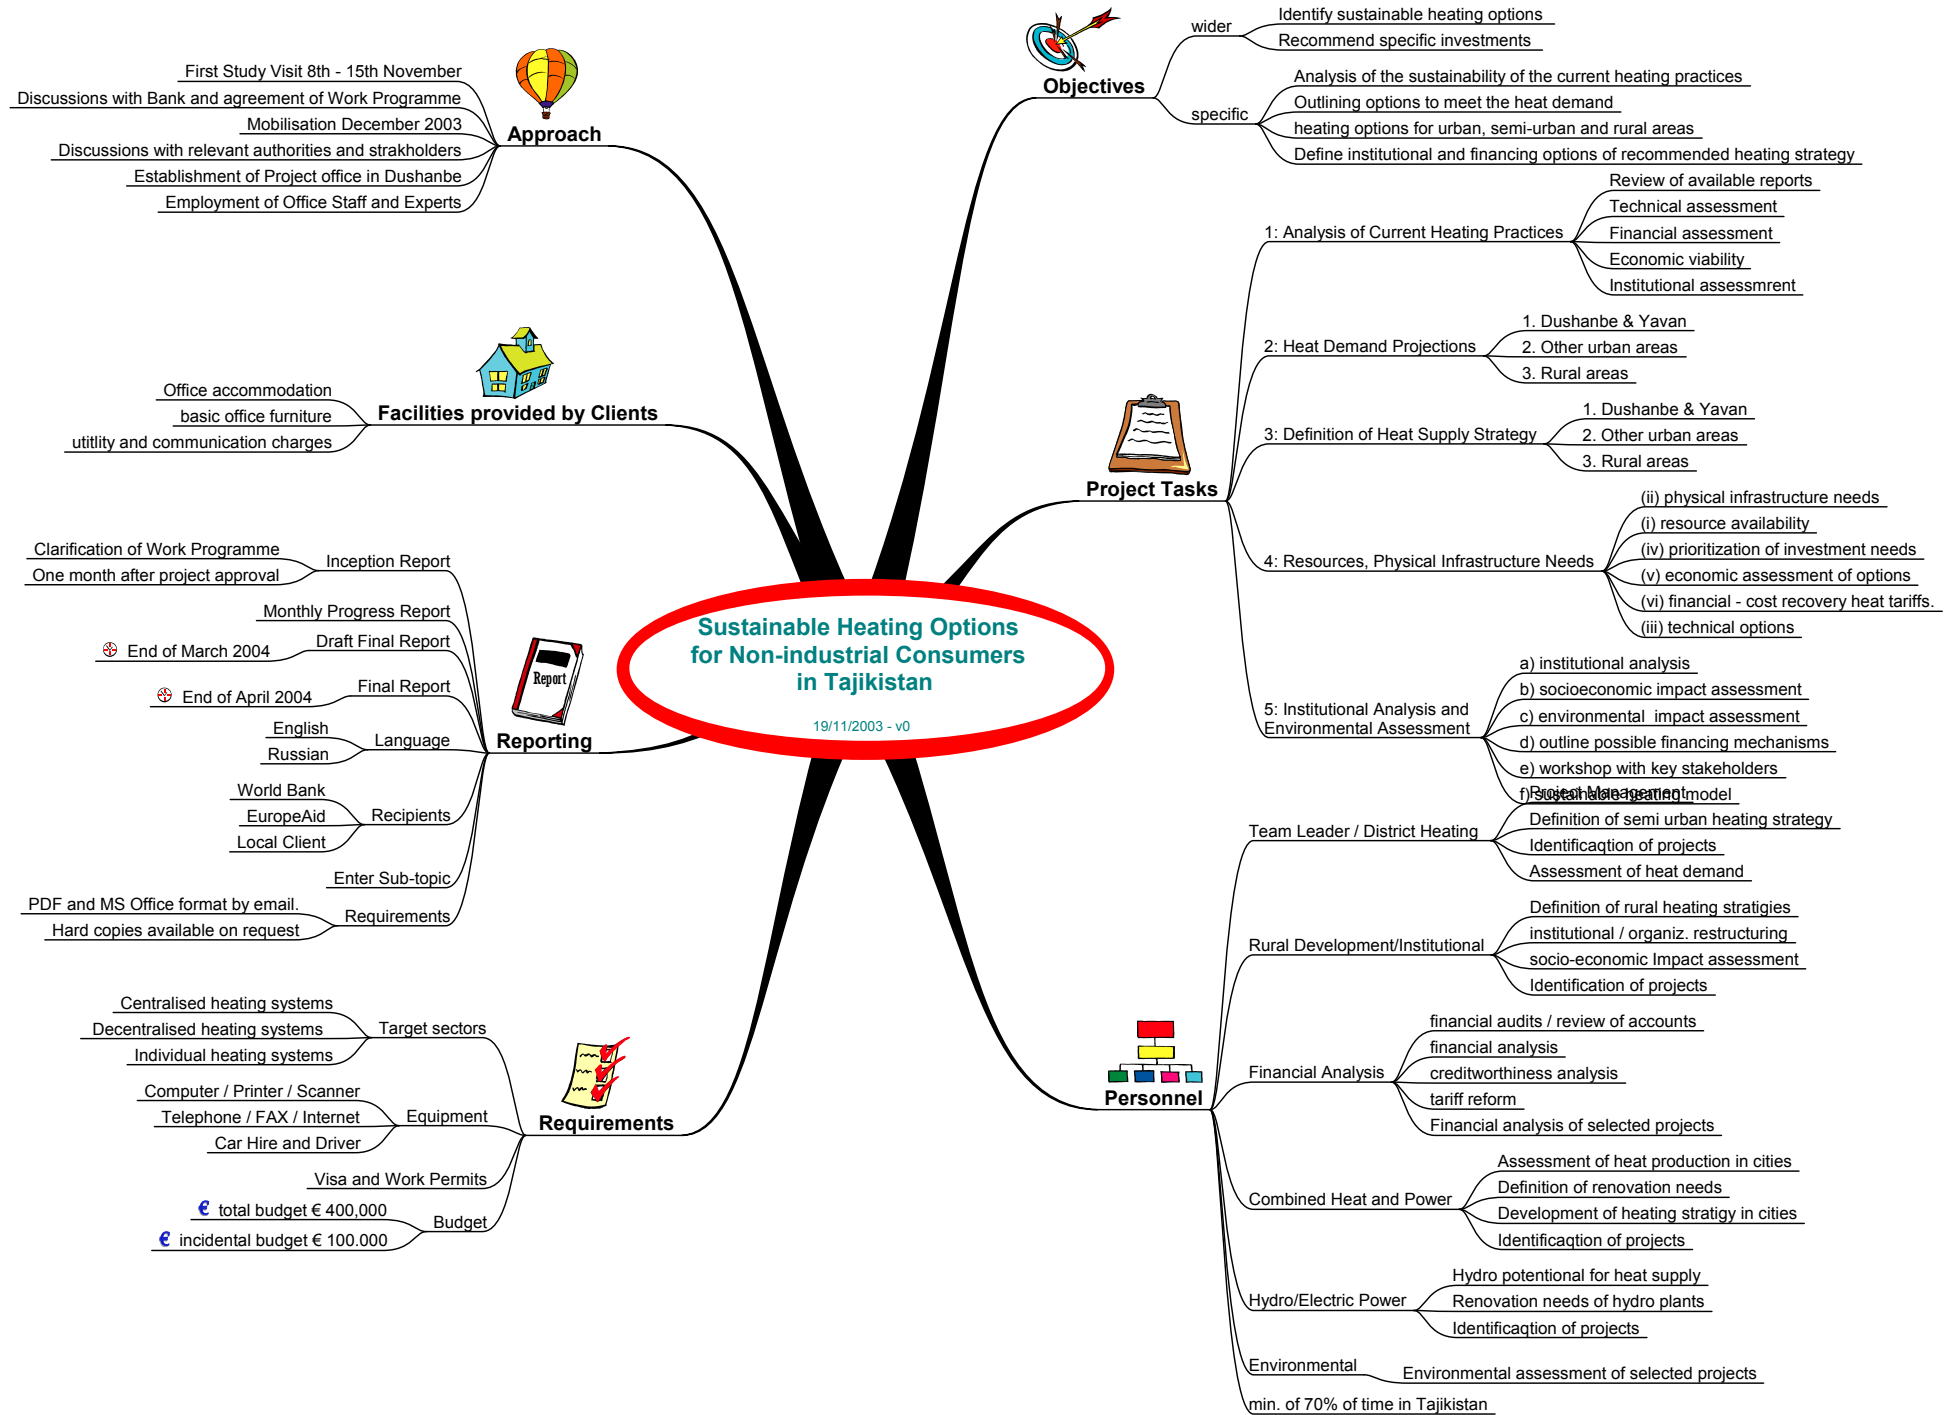 Sustainable Heating Options
for Non-industrial Consumers
in Tajikistan
19/11/2003 - v0
Objectives
wider
Identify sustainable heating options
Recommend specific investments
specific
Analysis of the sustainability of the current heating practices
Outlining options to meet the heat demand
heating options for urban, semi-urban and rural areas
Define institutional and financing options of recommended heating strategy
Project Tasks
1: Analysis of Current Heating Practices
Review of available reports
Technical assessment
Financial assessment
Economic viability
Institutional assessmrent
2: Heat Demand Projections
1. Dushanbe & Yavan
2. Other urban areas
3. Rural areas
3: Definition of Heat Supply Strategy
1. Dushanbe & Yavan
2. Other urban areas
3. Rural areas
4: Resources, Physical Infrastructure Needs
(ii) physical infrastructure needs
(i) resource availability
(iv) prioritization of investment needs
(v) economic assessment of options
(vi) financial - cost recovery heat tariffs.
(iii) technical options
5: Institutional Analysis and
Environmental Assessment
a) institutional analysis
b) socioeconomic impact assessment
c) environmental  impact assessment
d) outline possible financing mechanisms
e) workshop with key stakeholders
f) sustainable heating model
Personnel
Team Leader / District Heating
Project Management
Definition of semi urban heating strategy
Identificaqtion of projects
Assessment of heat demand
Rural Development/Institutional
Definition of rural heating stratigies
institutional / organiz. restructuring
socio-economic Impact assessment
Identification of projects
Financial Analysis
financial audits / review of accounts
financial analysis
creditworthiness analysis
tariff reform
Financial analysis of selected projects
Combined Heat and Power
Assessment of heat production in cities
Definition of renovation needs
Development of heating stratigy in cities
Identificaqtion of projects
Hydro/Electric Power
Hydro potentional for heat supply
Renovation needs of hydro plants
Identificaqtion of projects
Environmental
Environmental assessment of selected projects
min. of 70% of time in Tajikistan
Approach
First Study Visit 8th - 15th November
Discussions with Bank and agreement of Work Programme
Mobilisation December 2003
Discussions with relevant authorities and strakholders
Establishment of Project office in Dushanbe
Employment of Office Staff and Experts
Facilities provided by Clients
Office accommodation
basic office furniture
utitlity and communication charges
Report
Reporting
Inception Report
Clarification of Work Programme
One month after project approval
Monthly Progress Report
Draft Final Report
End of March 2004
Final Report
End of April 2004
Language
English
Russian
Recipients
World Bank
EuropeAid
Local Client
Enter Sub-topic
Requirements
PDF and MS Office format by email.
Hard copies available on request
Requirements
Target sectors
Centralised heating systems
Decentralised heating systems
Individual heating systems
Equipment
Computer / Printer / Scanner
Telephone / FAX / Internet
Car Hire and Driver
Visa and Work Permits
Budget
€ total budget € 400,000
€ incidental budget € 100.000